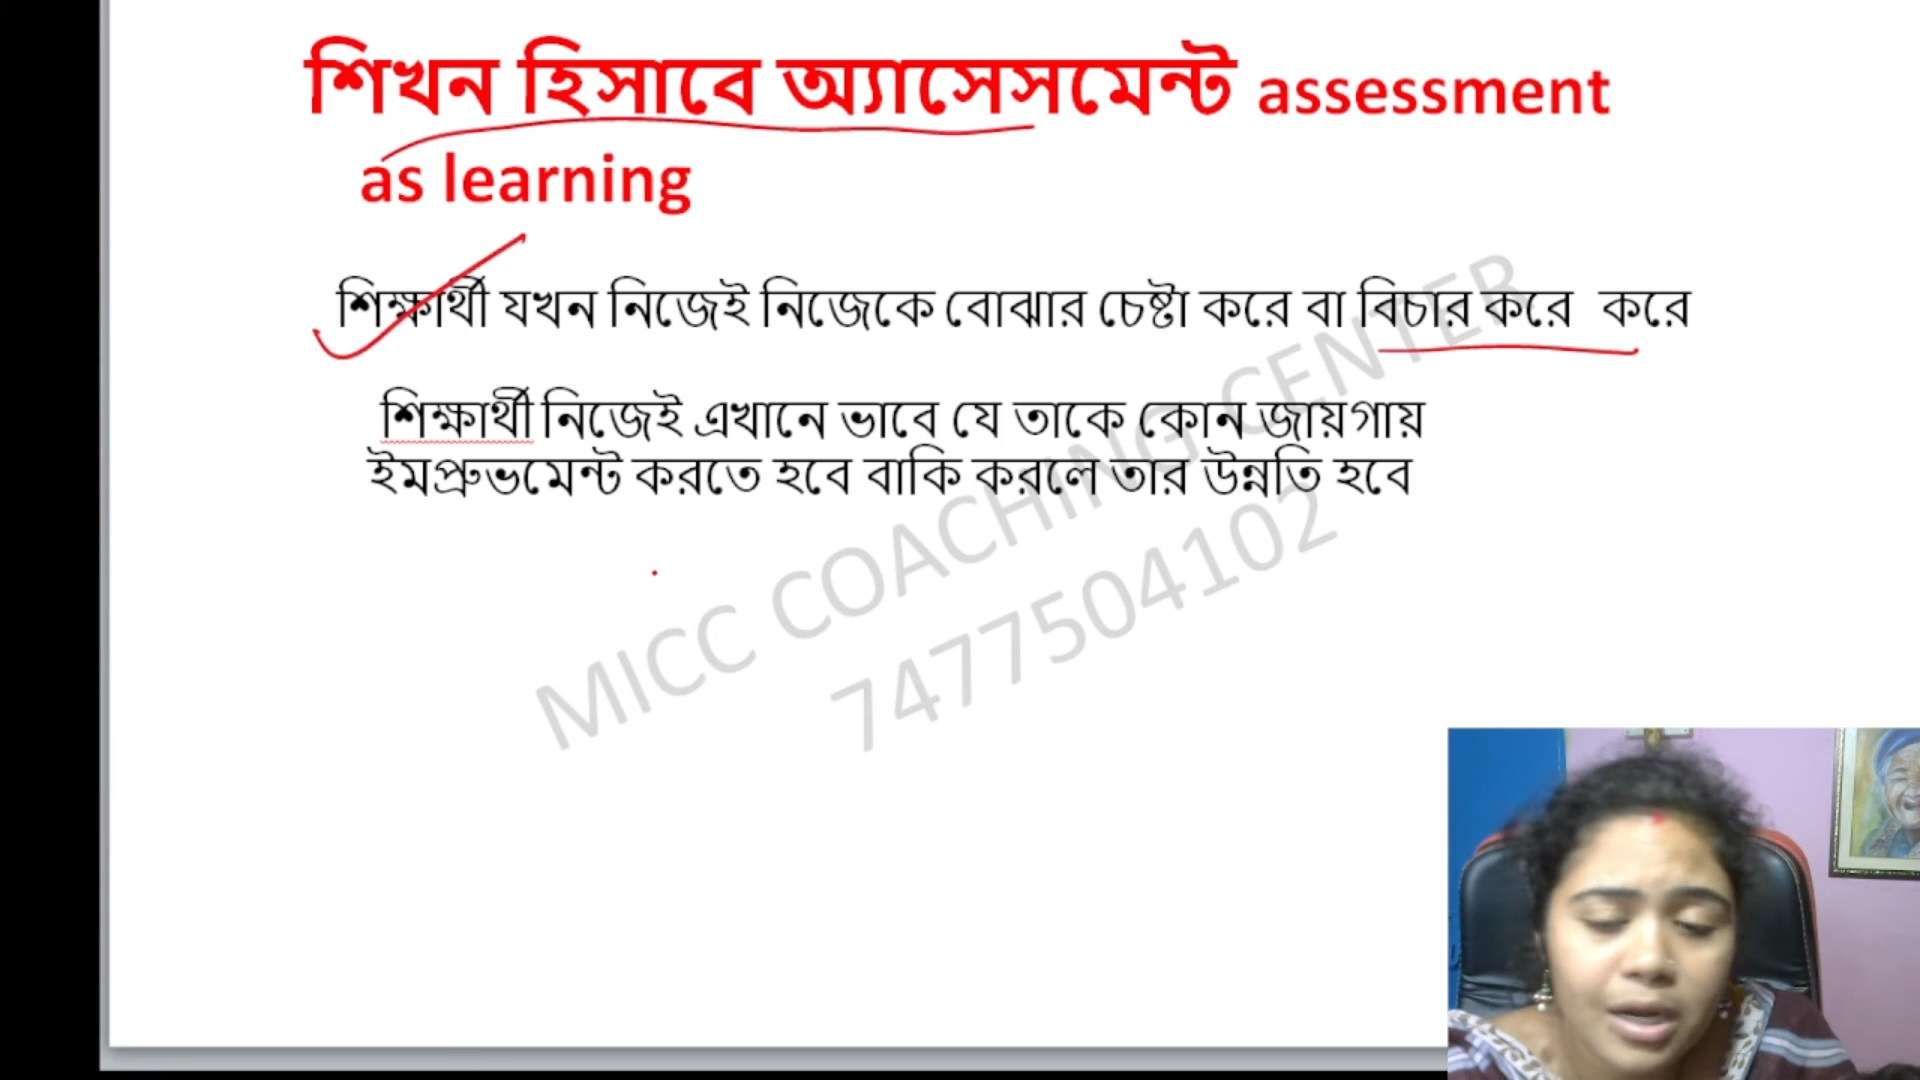 শিখন হিসাবে অ্যাসেসমেন্ট assessment
as learning
শিক্ষার্থী যখন নিজেই নিজেকে বোঝার চেষ্টা করে বা বিচার করে করে
শিক্ষার্থী নিজেই এখানে ভাবে যে তাকে কোন জায়গায়
ইমপ্রুভমেন্ট করতে হবে বাকি করলে তার উন্নতি হবে
MICC COACHING CENTER
7477504102